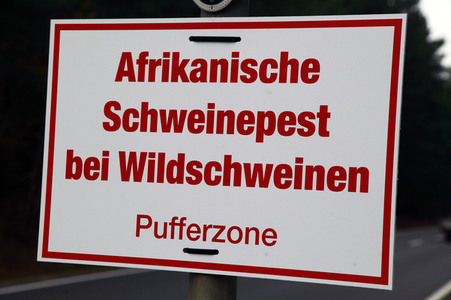 Afrikanische
Schweinepest
bei Wildschweinen
Pufferzone